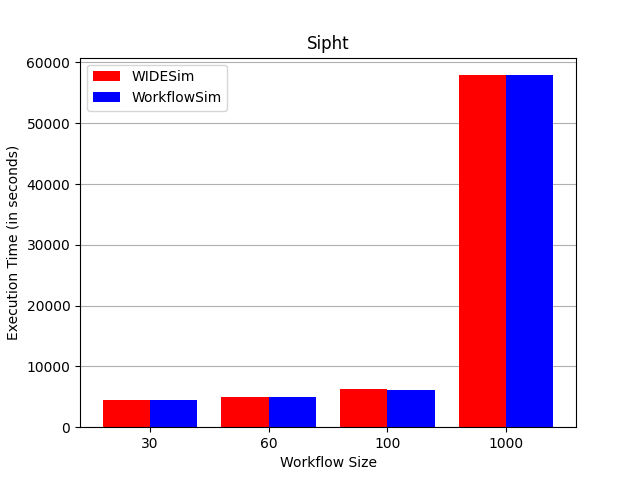 Sipht
WIDESim
WorkflowSim
Execution Time (in seconds)
60000
50000
40000
30000
20000
10000
0
30 60 100 1000
Workflow Size